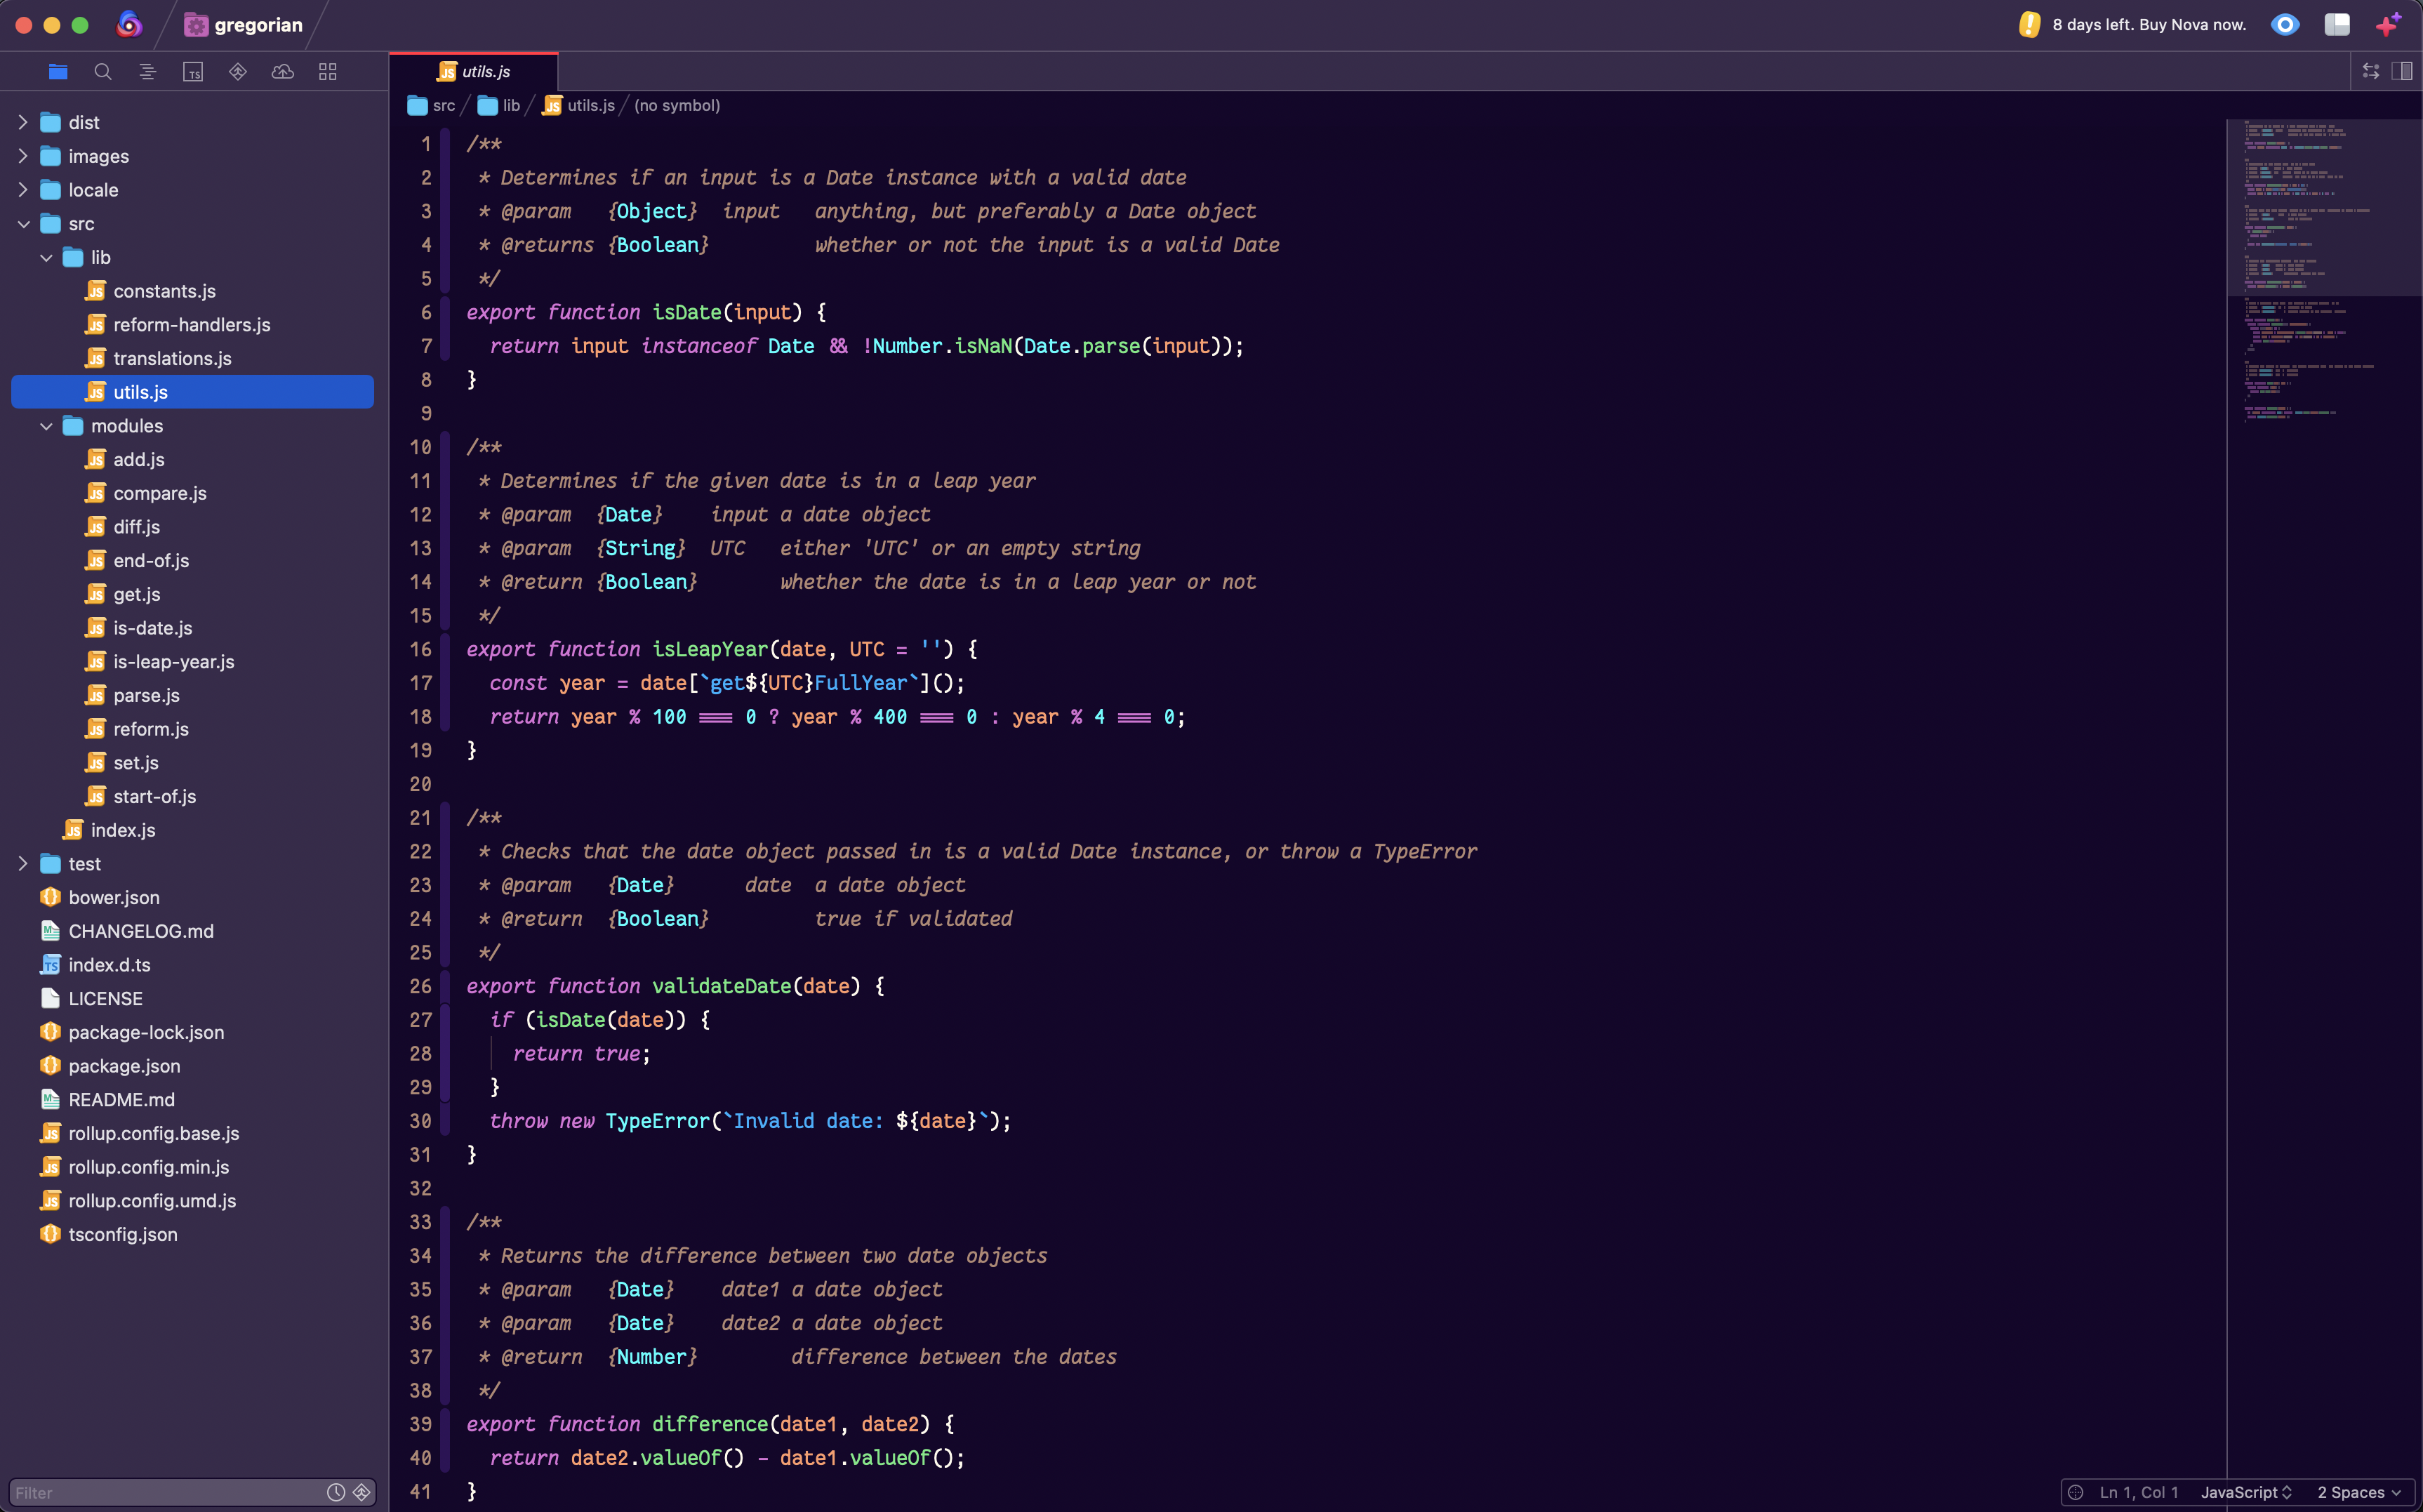 gregorian
8 days left. Buy Nova now.
utils.js
src lib utils.js (no symbol)
dist
images
locale
src
lib
constants.js
reform-handlers.js
translations.js
utils.js
modules
add.js
compare.js
diff.js
end-of.js
get.js
is-date.js
is-leap-year.js
parse.js
reform.js
set.js
start-of.js
index.js
test
bower.json
CHANGELOG.md
index.d.ts
LICENSE
package-lock.json
package.json
README.md
rollup.config.base.js
rollup.config.min.js
rollup.config.umd.js
tsconfig.json
Filter
1 /**
2  * Determines if an input is a Date instance with a valid date
3  * @param   {Object}  input   anything, but preferably a Date object
4  * @returns {Boolean}         whether or not the input is a valid Date
5  */
6 export function isDate(input) {
7   return input instanceof Date && !Number.isNaN(Date.parse(input));
8 }
9
10 /**
11  * Determines if the given date is in a leap year
12  * @param  {Date}    input a date object
13  * @param  {String}  UTC   either 'UTC' or an empty string
14  * @return {Boolean}       whether the date is in a leap year or not
15  */
16 export function isLeapYear(date, UTC = '') {
17   const year = date[`get${UTC}FullYear`]();
18   return year % 100 === 0 ? year % 400 === 0 : year % 4 === 0;
19 }
20
21 /**
22  * Checks that the date object passed in is a valid Date instance, or throw a TypeError
23  * @param   {Date}      date  a date object
24  * @return  {Boolean}         true if validated
25  */
26 export function validateDate(date) {
27   if (isDate(date)) {
28     return true;
29   }
30   throw new TypeError(`Invalid date: ${date}`);
31 }
32
33 /**
34  * Returns the difference between two date objects
35  * @param   {Date}    date1 a date object
36  * @param   {Date}    date2 a date object
37  * @return  {Number}        difference between the dates
38  */
39 export function difference(date1, date2) {
40   return date2.valueOf() - date1.valueOf();
41 }
Ln 1, Col 1 JavaScript 2 Spaces